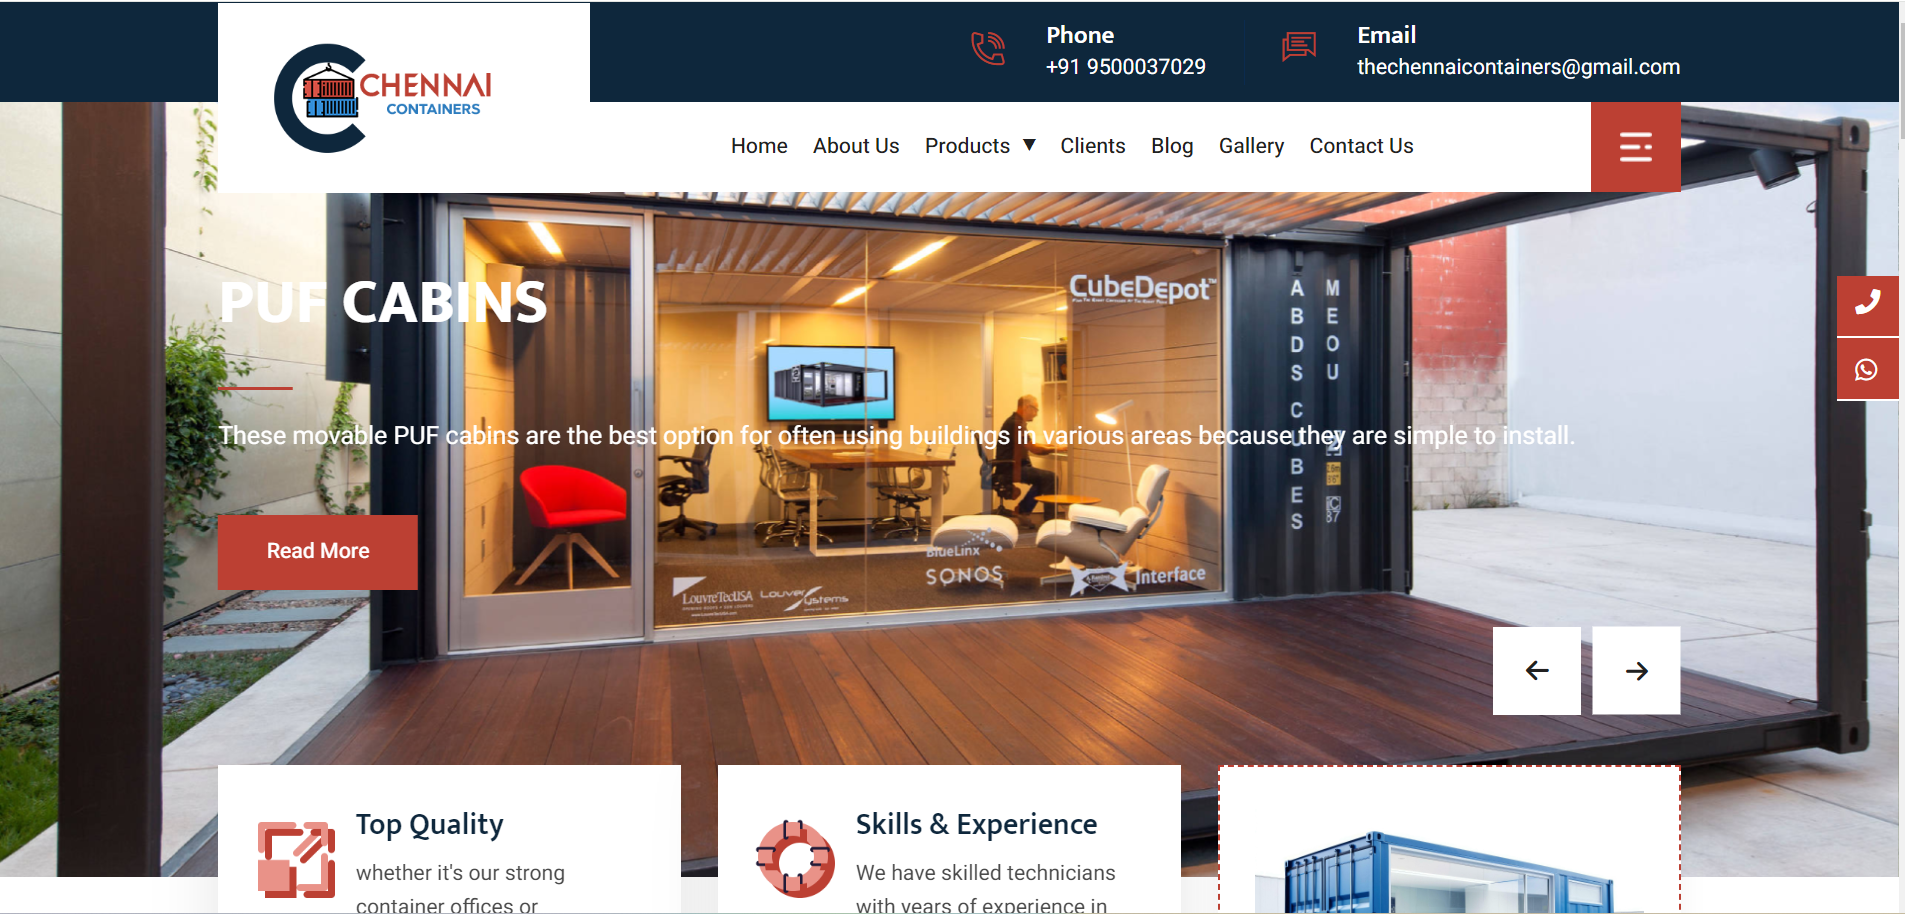 CHENNAI
CONTAINERS
Phone
+91 9500037029
Email
thechennaicontainers@gmail.com
Home About Us Products ▼ Clients Blog Gallery Contact Us
CubeDepot™
PUF CABINS
ABDS CUBES
MEOU
These movable PUF cabins are the best option for often using buildings in various areas because they are simple to install.
Read More
BlueLinx
SONOS
Interface
LouvreTecUSA
Louver Systems
Top Quality
whether it's our strong
container offices or
Skills & Experience
We have skilled technicians
with years of experience in